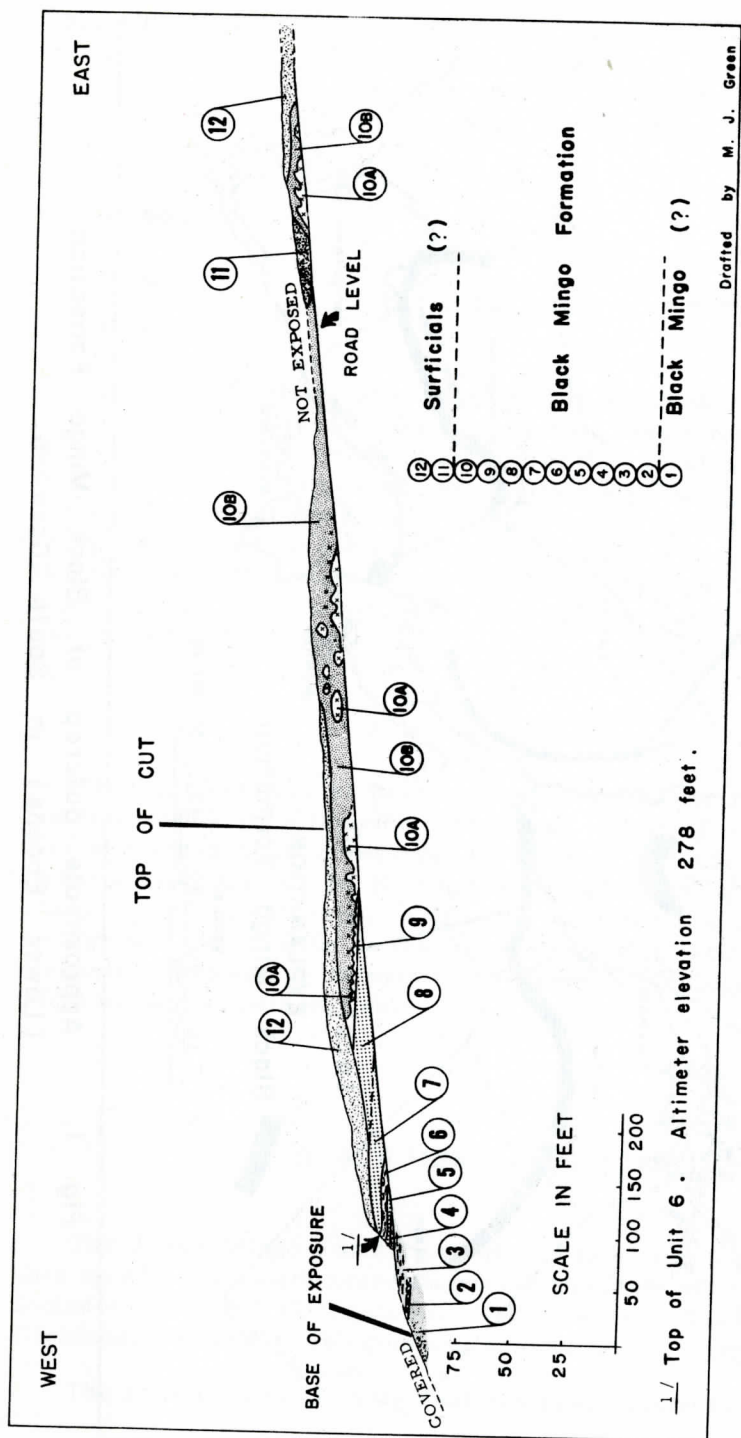 WEST
EAST
TOP OF CUT
BASE OF EXPOSURE
COVERED
1/
NOT EXPOSED
ROAD LEVEL
1
2
3
4
5
6
7
8
9
10A
12
10A
10B
10A
10B
11
10A
10B
12
75
50
25
SCALE IN FEET
50 100 150 200
12 Surficials (?)
11
10
9
8
7
6 Black Mingo Formation
5
4
3
2
1 Black Mingo (?)
1/ Top of Unit 6. Altimeter elevation 278 feet.
Drafted by M. J. Green